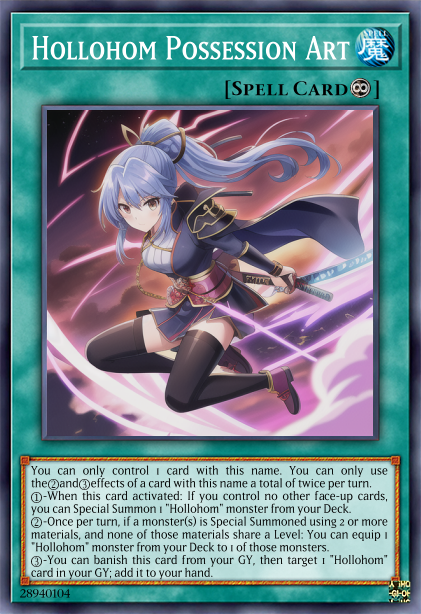 Hollohom Possession Art
SPELL
魔
[Spell Card]
You can only control 1 card with this name. You can only use
the②and③effects of a card with this name a total of twice per turn.
①-When this card activated: If you control no other face-up cards,
you can Special Summon 1 "Hollohom" monster from your Deck.
②-Once per turn, if a monster(s) is Special Summoned using 2 or more
materials, and none of those materials share a Level: You can equip 1
"Hollohom" monster from your Deck to 1 of those monsters.
③-You can banish this card from your GY, then target 1 "Hollohom"
card in your GY; add it to your hand.
28940104